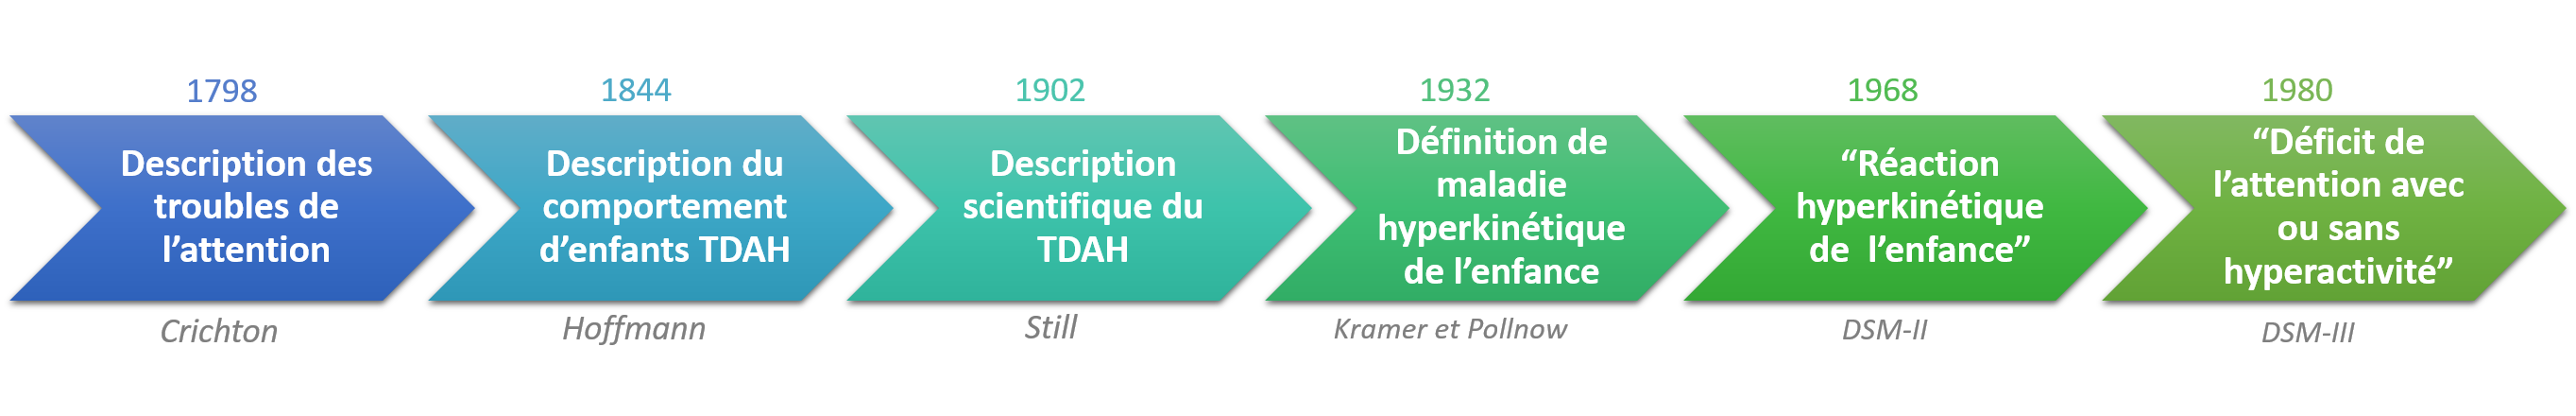 1798
Description des
troubles de
l’attention
Crichton
1844
Description du
comportement
d’enfants TDAH
Hoffmann
1902
Description
scientifique du
TDAH
Still
1932
Définition de
maladie
hyperkinétique
de l’enfance
Kramer et Pollnow
1968
“Réaction
hyperkinétique
de  l’enfance”
DSM-II
1980
“Déficit de
l’attention avec
ou sans
hyperactivité”
DSM-III